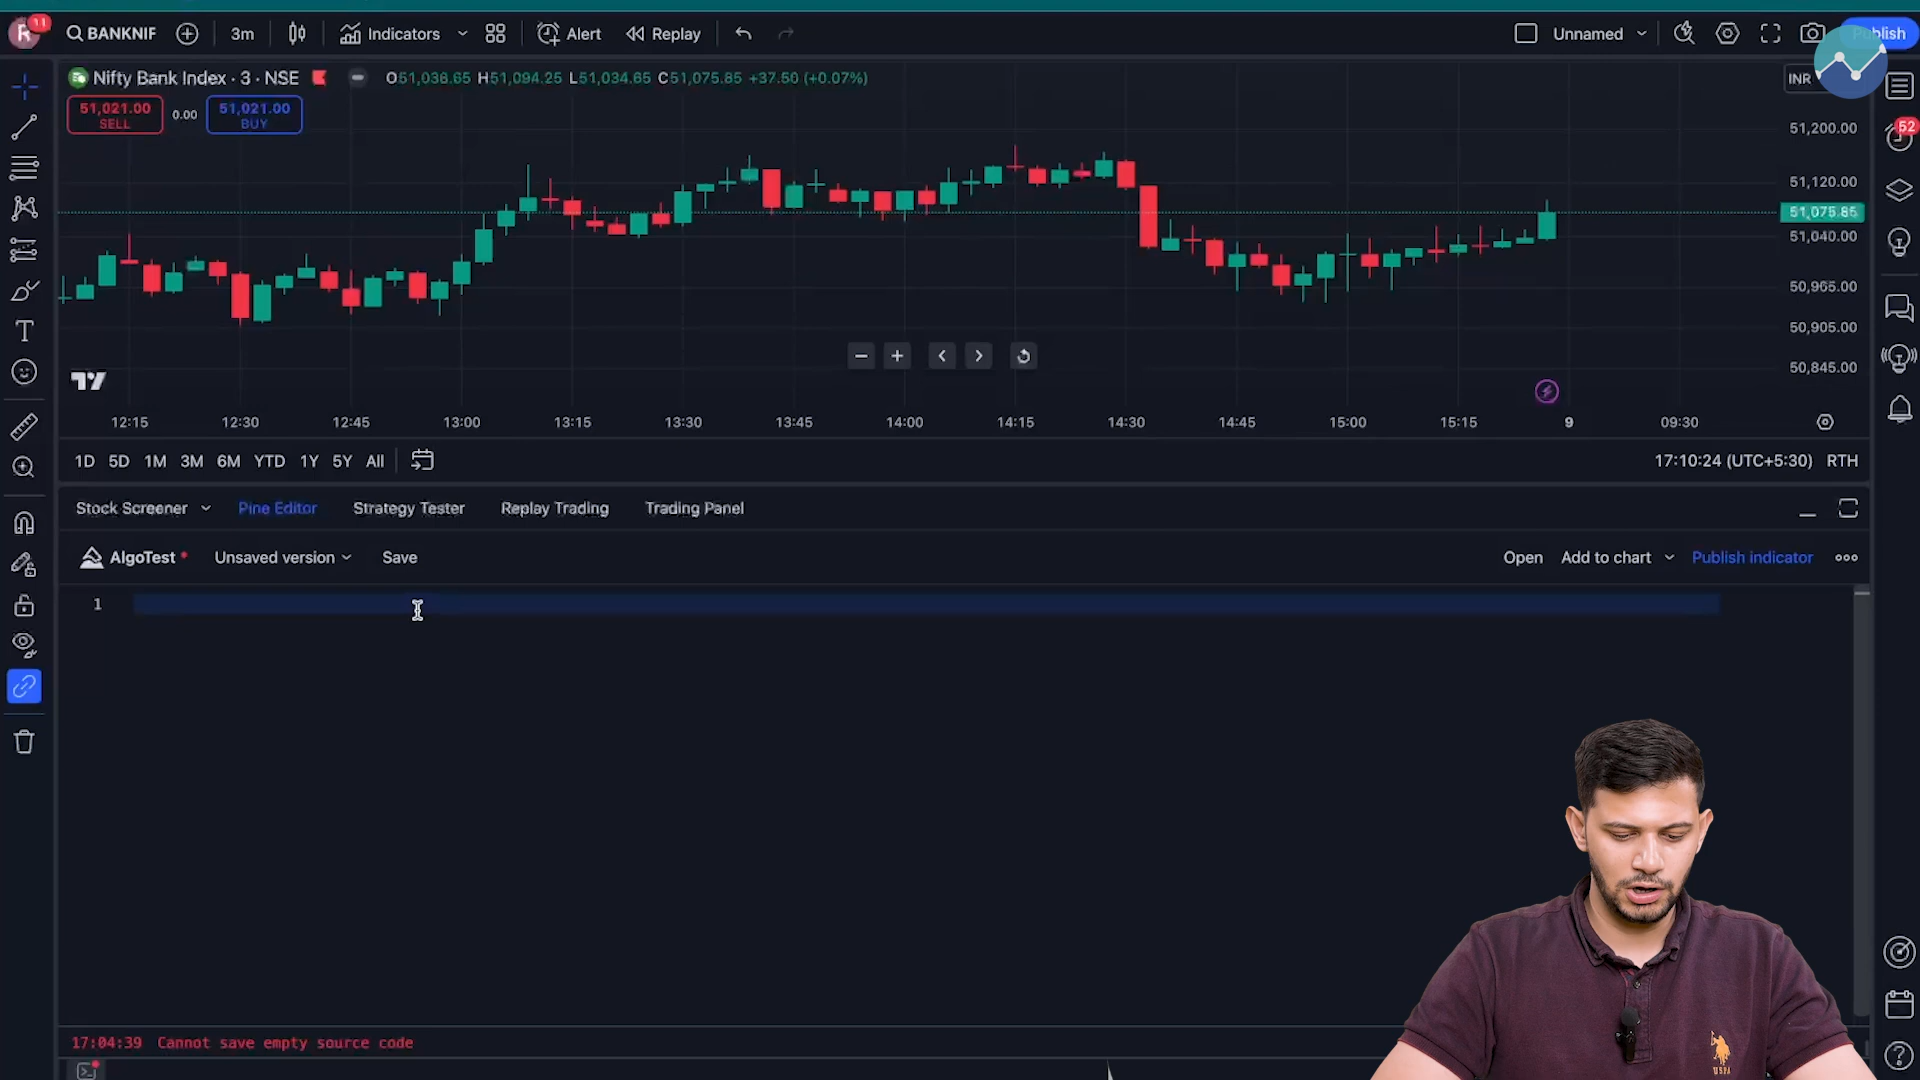 R 11 BANKNIF 3m Indicators Alert Replay Unnamed Publish
Nifty Bank Index · 3 · NSE O51,038.65 H51,094.25 L51,034.65 C51,075.85 +37.50 (+0.07%) INR
51,021.00 0.00 51,021.00
SELL BUY
52
51,200.00
51,120.00
51,075.85
51,040.00
50,965.00
50,905.00
50,845.00
12:15 12:30 12:45 13:00 13:15 13:30 13:45 14:00 14:15 14:30 14:45 15:00 15:15 9 09:30
1D 5D 1M 3M 6M YTD 1Y 5Y All 17:10:24 (UTC+5:30) RTH
Stock Screener Pine Editor Strategy Tester Replay Trading Trading Panel
AlgoTest Unsaved version Save Open Add to chart Publish indicator
1
17:04:39 Cannot save empty source code
USPA